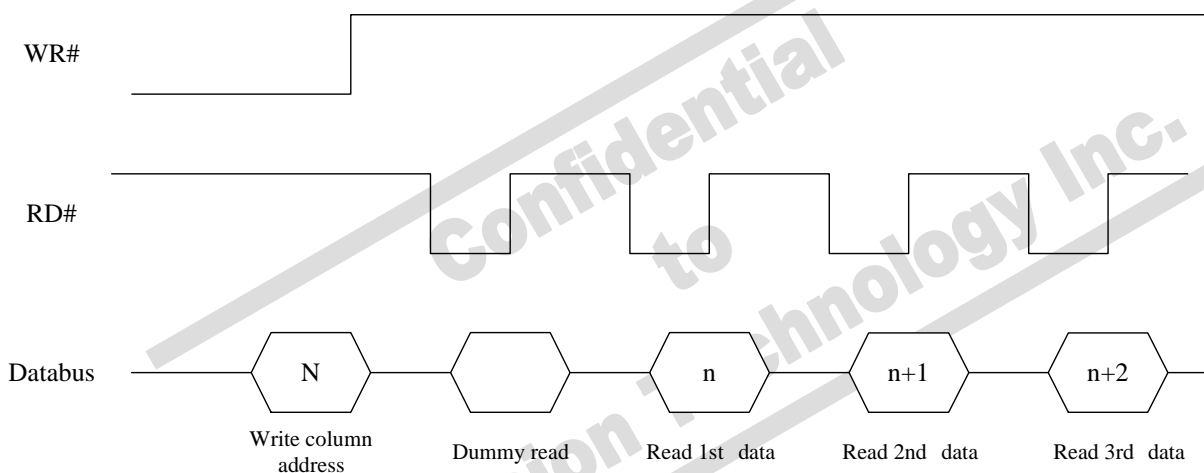 WR#
RD#
Databus
N
n
n+1
n+2
Write column
address
Dummy read
Read 1st data
Read 2nd data
Read 3rd data
Confidential
to
Technology Inc.